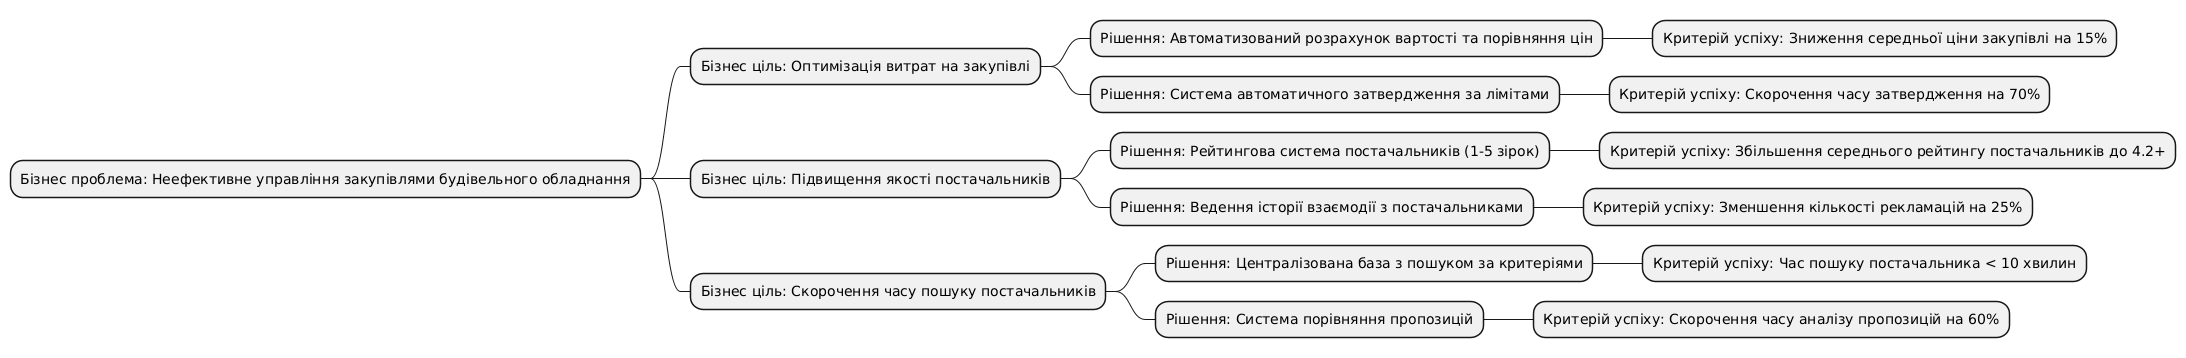 Бізнес проблема: Неефективне управління закупівлями будівельного обладнання
Бізнес ціль: Оптимізація витрат на закупівлі
Рішення: Автоматизований розрахунок вартості та порівняння цін
Критерій успіху: Зниження середньої ціни закупівлі на 15%
Рішення: Система автоматичного затвердження за лімітами
Критерій успіху: Скорочення часу затвердження на 70%
Бізнес ціль: Підвищення якості постачальників
Рішення: Рейтингова система постачальників (1-5 зірок)
Критерій успіху: Збільшення середнього рейтингу постачальників до 4.2+
Рішення: Ведення історії взаємодії з постачальниками
Критерій успіху: Зменшення кількості рекламацій на 25%
Бізнес ціль: Скорочення часу пошуку постачальників
Рішення: Централізована база з пошуком за критеріями
Критерій успіху: Час пошуку постачальника < 10 хвилин
Рішення: Система порівняння пропозицій
Критерій успіху: Скорочення часу аналізу пропозицій на 60%